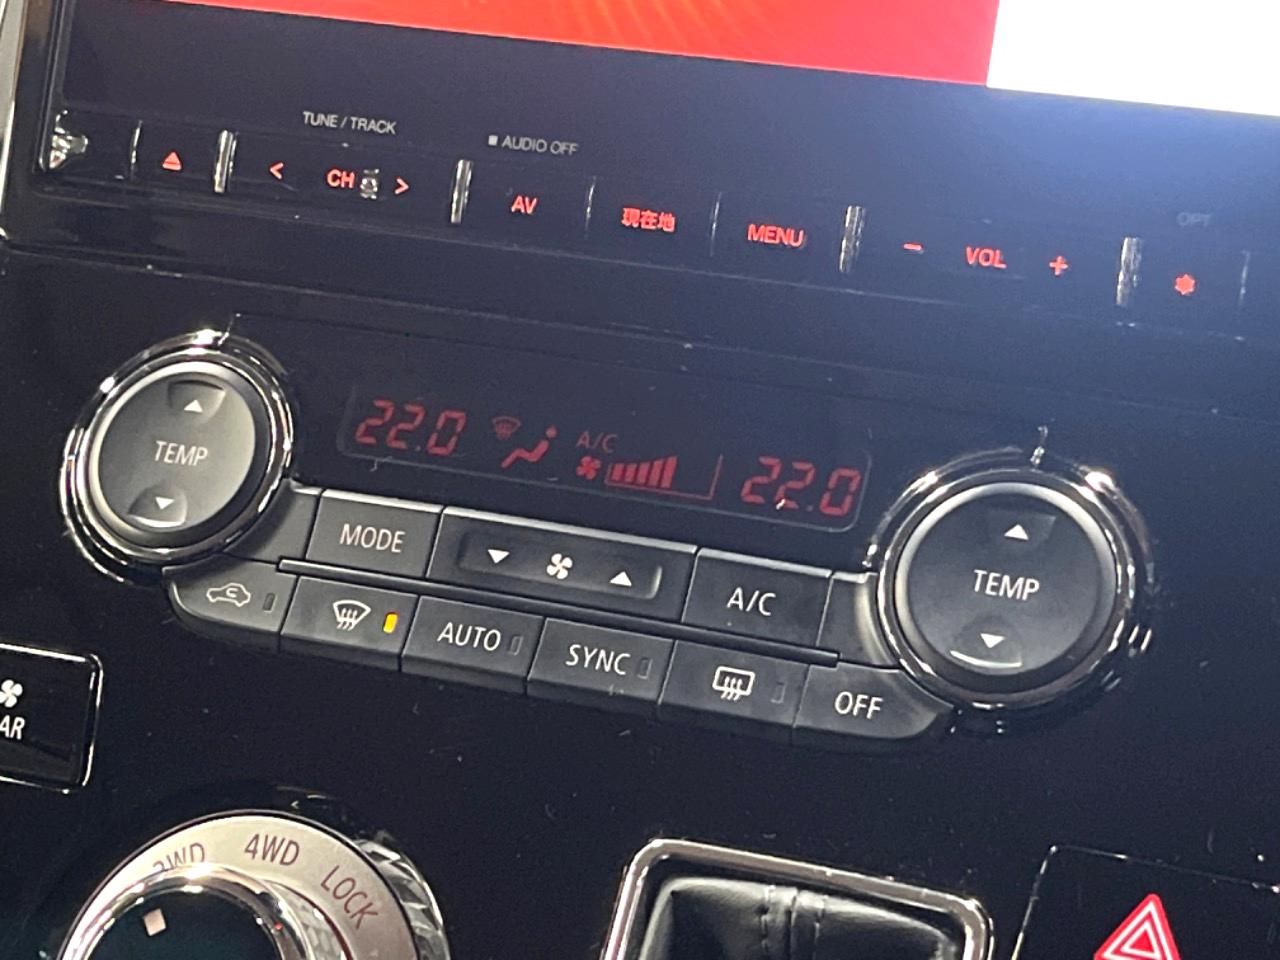 TUNE / TRACK
AUDIO OFF
OPT
< CH >
AV
現在地
MENU
- VOL +
TEMP
22.0
A/C
22.0
TEMP
MODE
A/C
AUTO
SYNC
OFF
2WD
4WD
LOCK